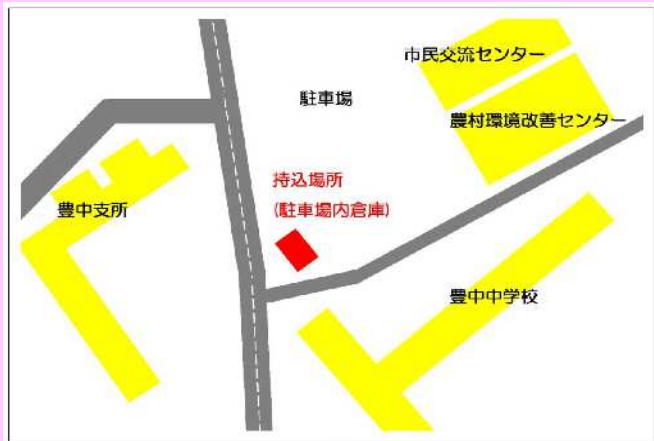 市民交流センター
駐車場
農村環境改善センター
持込場所
(駐車場内倉庫)
豊中支所
豊中中学校